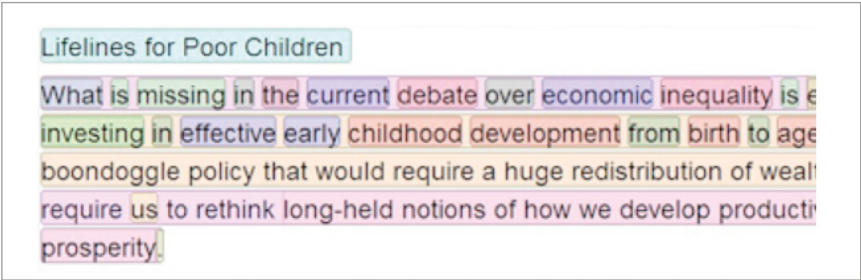 Lifelines for Poor Children
What is missing in the current debate over economic inequality is
investing in effective early childhood development from birth to age
boondoggle policy that would require a huge redistribution of
require us to rethink long-held notions of how we develop
prosperity.